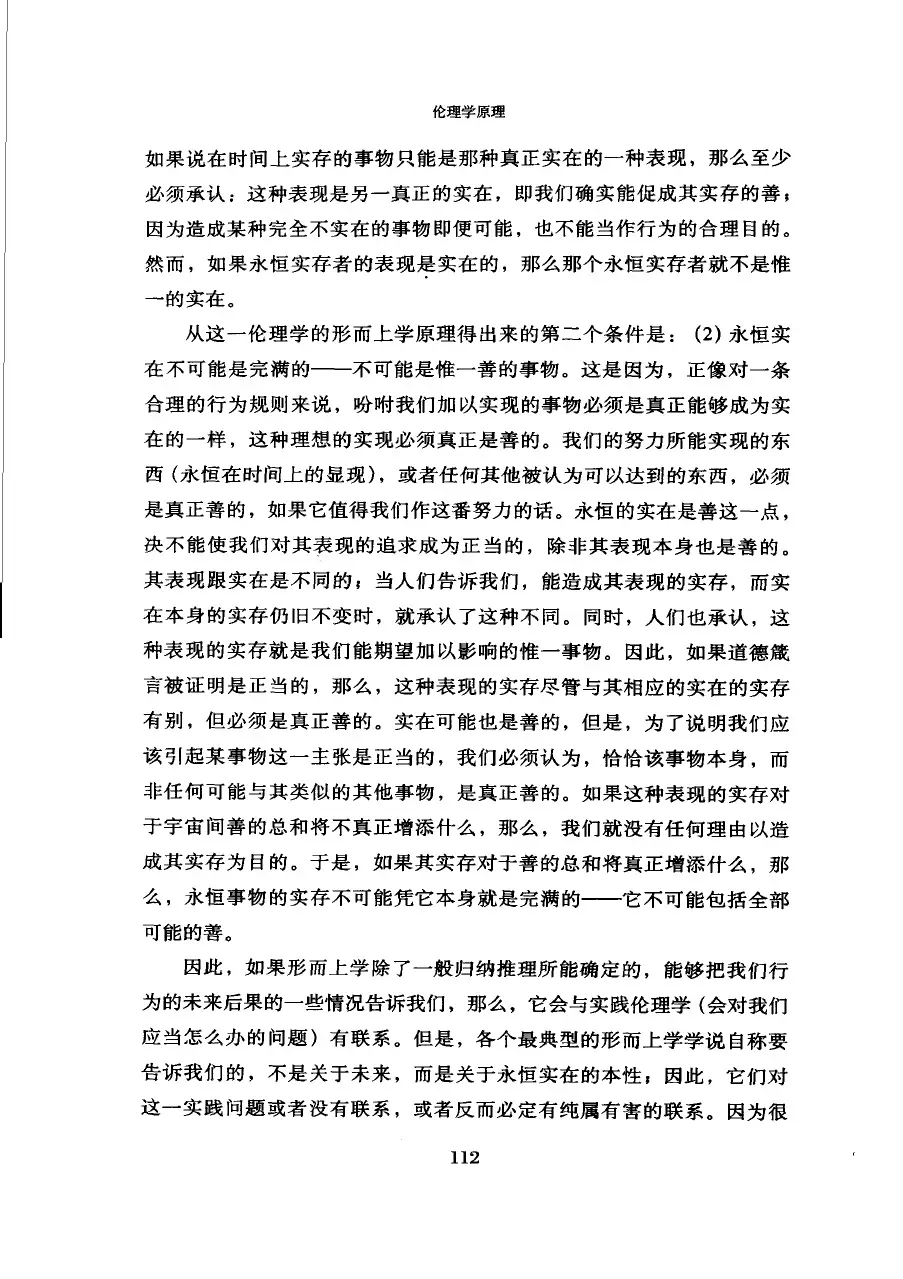 伦理学原理
如果说在时间上实存的事物只能是那种真正实在的一种表现，那么至少
必须承认：这种表现是另一真正的实在，即我们确实能促成其实存的善；
因为造成某种完全不实在的事物即便可能，也不能当作行为的合理目的。
然而，如果永恒实存者的表现是实在的，那么那个永恒实存者就不是惟
一的实在。
从这一伦理学的形而上学原理得出来的第二个条件是：（2）永恒实
在不可能是完满的——不可能是惟一善的事物。这是因为，正像对一条
合理的行为规则来说，吩咐我们加以实现的事物必须是真正能够成为实
在的一样，这种理想的实现必须真正是善的。我们的努力所能实现的东
西（永恒在时间上的显现），或者任何其他被认为可以达到的东西，必须
是真正善的，如果它值得我们作这番努力的话。永恒的实在是善这一点，
决不能使我们对其表现的追求成为正当的，除非其表现本身也是善的。
其表现跟实在是不同的；当人们告诉我们，能造成其表现的实存，而实
在本身的实存仍旧不变时，就承认了这种不同。同时，人们也承认，这
种表现的实存就是我们能期望加以影响的惟一事物。因此，如果道德箴
言被证明是正当的，那么，这种表现的实存尽管与其相应的实在的实存
有别，但必须是真正善的。实在可能也是善的，但是，为了说明我们应
该引起某事物这一主张是正当的，我们必须认为，恰恰该事物本身，而
非任何可能与其类似的其他事物，是真正善的。如果这种表现的实存对
于宇宙间善的总和将不真正增添什么，那么，我们就没有任何理由以造
成其实存为目的。于是，如果其实存对于善的总和将真正增添什么，那
么，永恒事物的实存不可能凭它本身就是完满的——它不可能包括全部
可能的善。
因此，如果形而上学除了一般归纳推理所能确定的，能够把我们行
为的未来后果的一些情况告诉我们，那么，它会与实践伦理学（会对我们
应当怎么办的问题）有联系。但是，各个最典型的形而上学学说自称要
告诉我们的，不是关于未来，而是关于永恒实在的本性；因此，它们对
这一实践问题或者没有联系，或者反而必定有纯属有害的联系。因为很
112